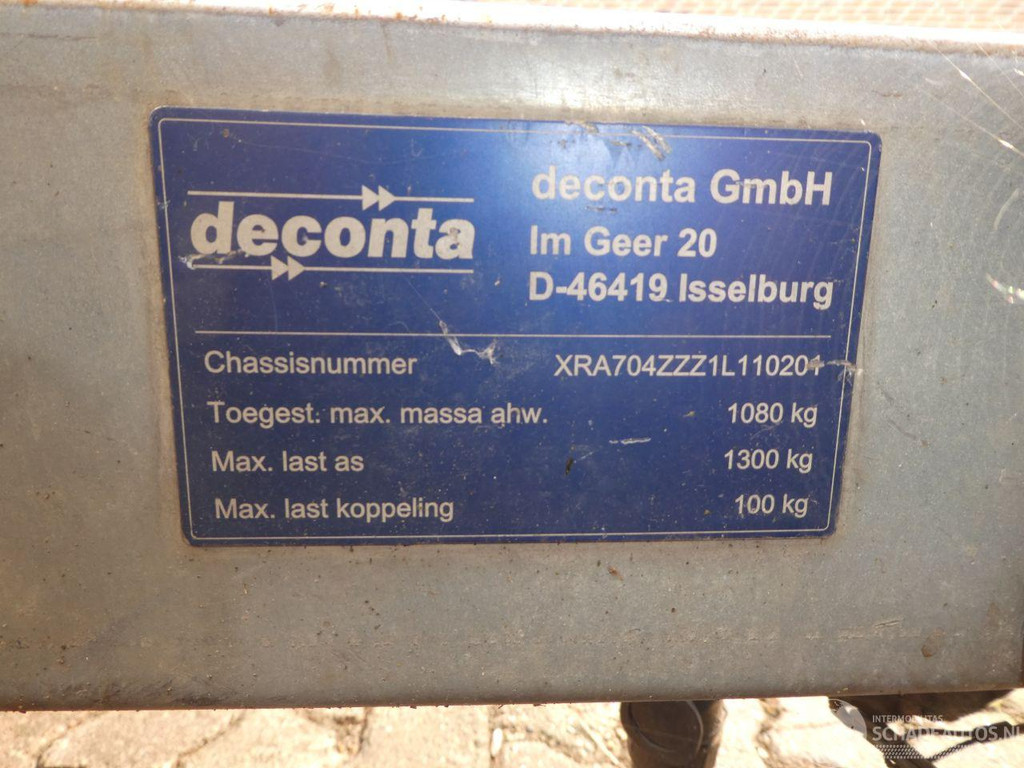 deconta
deconta GmbH
Im Geer 20
D-46419 Isselburg
Chassisnummer
Toegest. max. massa ahw. 1080 kg
Max. last as 1300 kg
Max. last koppeling 100 kg
INTERMOBILITAS
SCHADEAUTOS.NL